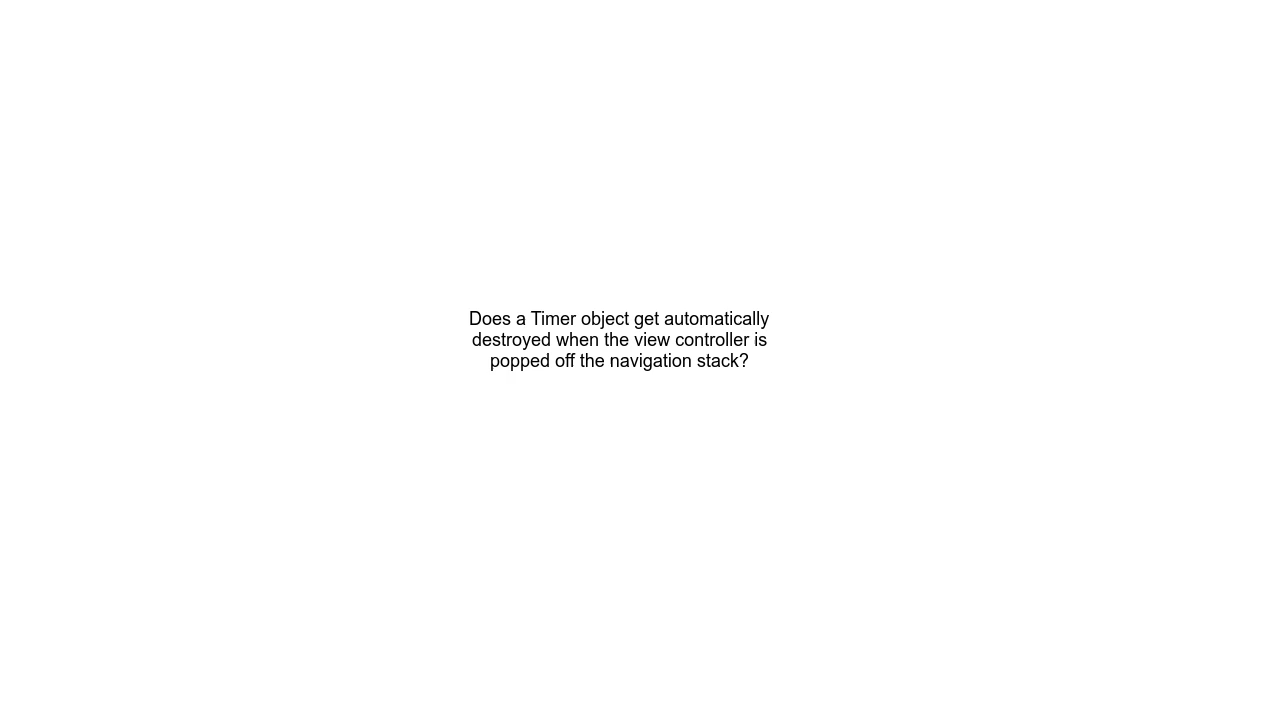 Does a Timer object get automatically
destroyed when the view controller is
popped off the navigation stack?